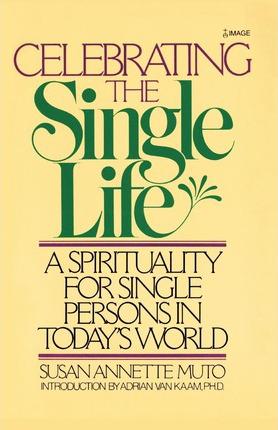 IMAGE
CELEBRATING
THE
Single
Life
A SPIRITUALITY
FOR SINGLE
PERSONS IN
TODAY'S WORLD
SUSAN ANNETTE MUTO
INTRODUCTION BY ADRIAN VAN KAAM, PH.D.